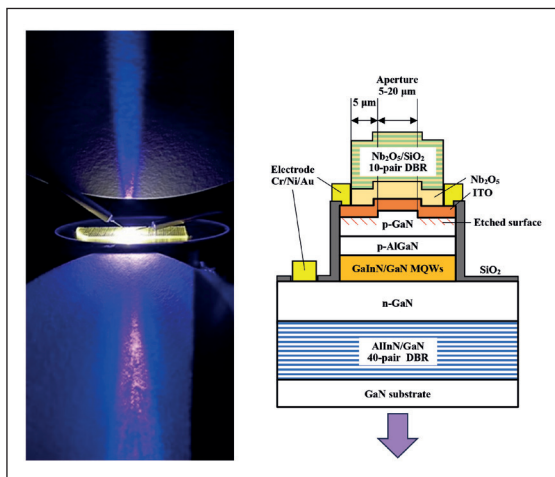 Aperture
5-20 µm
5 µm
Nb₂O₅/SiO₂
10-pair DBR
Electrode
Cr/Ni/Au
Nb₂O₅
ITO
p-GaN
Etched surface
p-AlGaN
GaInN/GaN MQWs
SiO₂
n-GaN
AlInN/GaN
40-pair DBR
GaN substrate